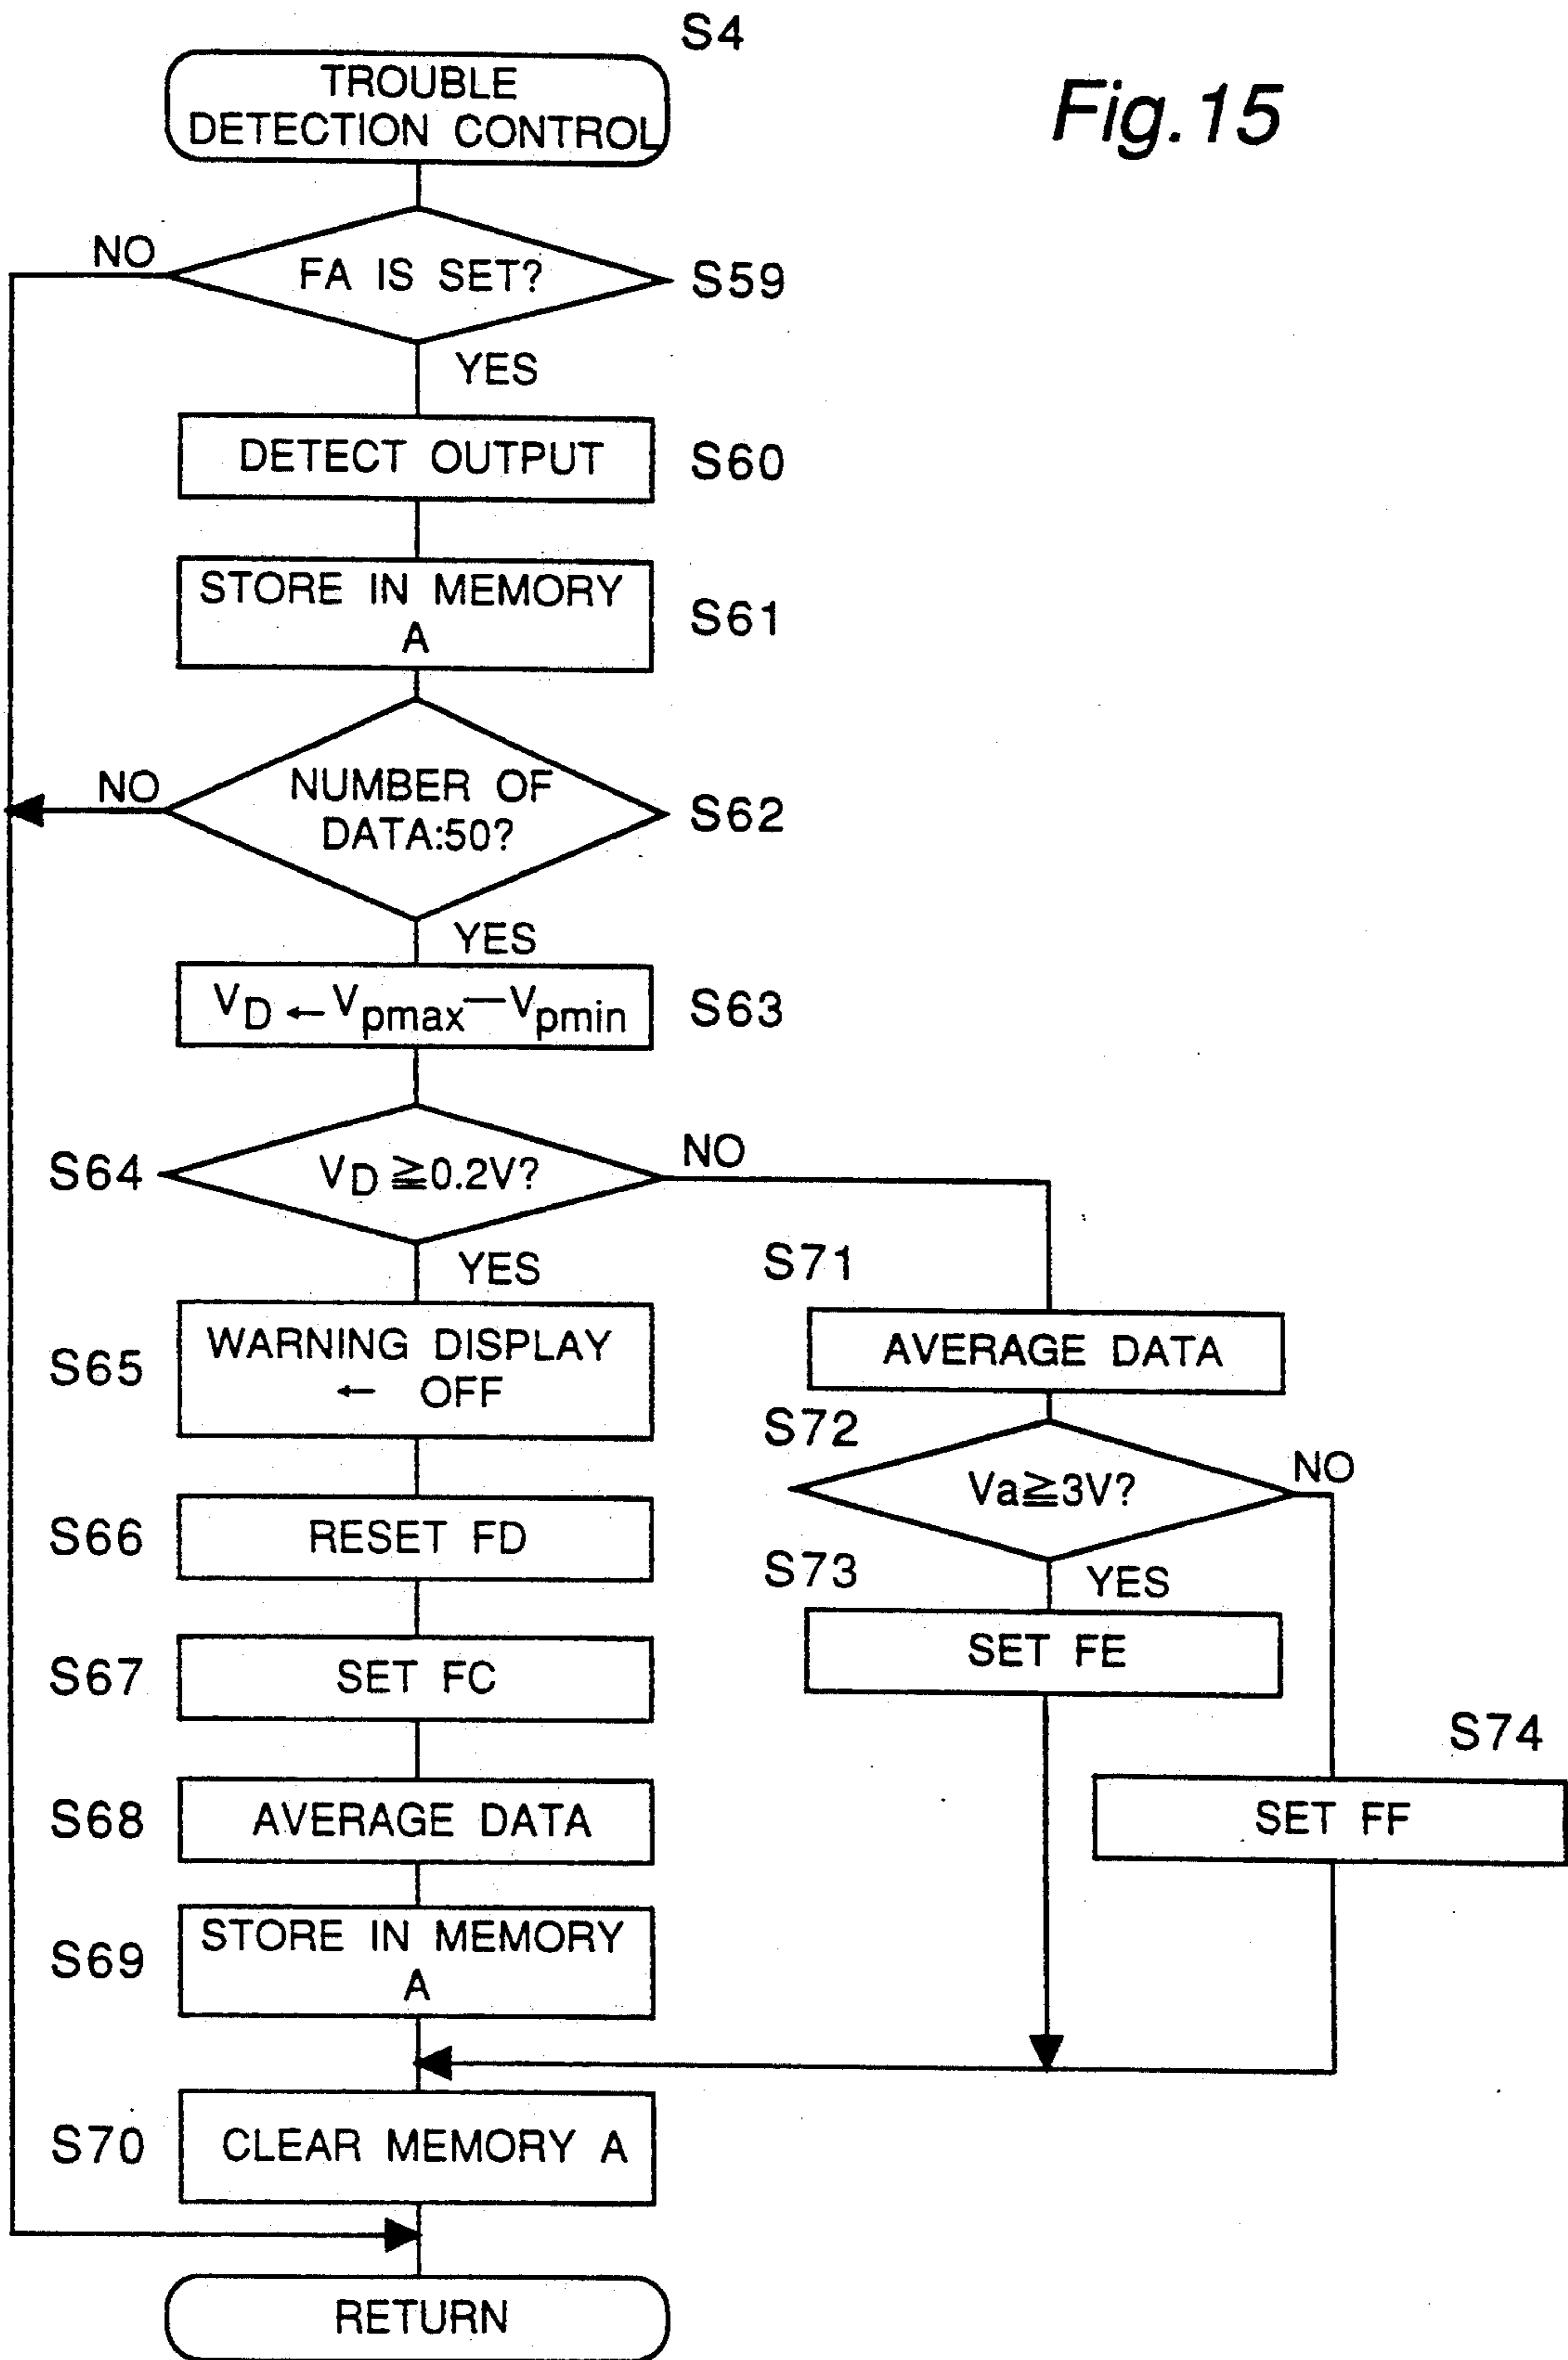 S4
Fig.15
TROUBLE
DETECTION CONTROL
NO
FA IS SET?
S59
YES
DETECT OUTPUT
S60
STORE IN MEMORY
A
S61
NO
NUMBER OF
DATA:50?
S62
YES
VD ← Vpmax—Vpmin
S63
S64
VD ≧0.2V?
NO
YES
S71
AVERAGE DATA
S65
WARNING DISPLAY
← OFF
S72
Va≧3V?
NO
S66
RESET FD
S73
YES
SET FE
S67
SET FC
S74
SET FF
S68
AVERAGE DATA
S69
STORE IN MEMORY
A
S70
CLEAR MEMORY A
RETURN